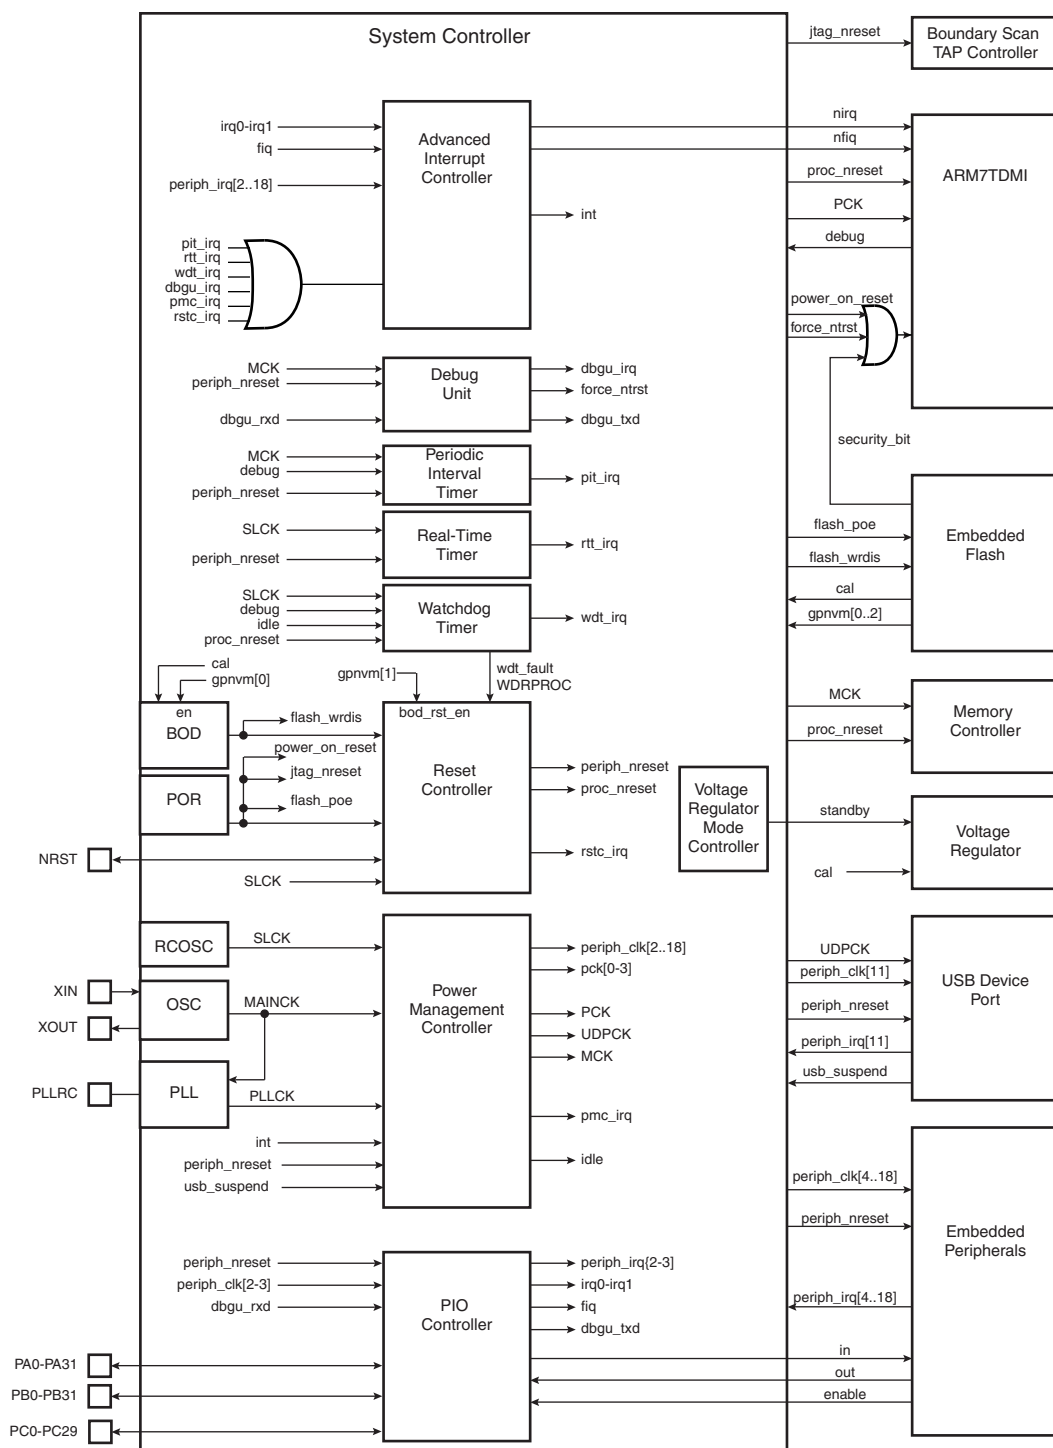 System Controller
jtag_nreset
Boundary Scan
TAP Controller
irq0-irq1
fiq
periph_irq[2..18]
Advanced
Interrupt
Controller
int
nirq
nfiq
proc_nreset
PCK
debug
ARM7TDMI
pit_irq
rtt_irq
wdt_irq
dbgu_irq
pmc_irq
rstc_irq
power_on_reset
force_ntrst
security_bit
MCK
periph_nreset
dbgu_rxd
Debug
Unit
dbgu_irq
force_ntrst
dbgu_txd
MCK
debug
periph_nreset
Periodic
Interval
Timer
pit_irq
SLCK
periph_nreset
Real-Time
Timer
rtt_irq
flash_poe
flash_wrdis
cal
gpnvm[0..2]
Embedded
Flash
SLCK
debug
idle
proc_nreset
Watchdog
Timer
wdt_irq
cal
gpnvm[0]
gpnvm[1]
wdt_fault
WDRPROC
en
BOD
POR
flash_wrdis
power_on_reset
jtag_nreset
flash_poe
bod_rst_en
Reset
Controller
periph_nreset
proc_nreset
rstc_irq
NRST
SLCK
MCK
proc_nreset
Memory
Controller
Voltage
Regulator
Mode
Controller
standby
cal
Voltage
Regulator
RCOSC
SLCK
XIN
XOUT
OSC
MAINCK
PLLRC
PLL
PLLCK
int
periph_nreset
usb_suspend
Power
Management
Controller
periph_clk[2..18]
pck[0-3]
PCK
UDPCK
MCK
pmc_irq
idle
UDPCK
periph_clk[11]
periph_nreset
periph_irq[11]
usb_suspend
USB Device
Port
periph_nreset
periph_clk[2-3]
dbgu_rxd
PIO
Controller
periph_irq{2-3]
irq0-irq1
fiq
dbgu_txd
PA0-PA31
PB0-PB31
PC0-PC29
periph_clk[4..18]
periph_nreset
periph_irq[4..18]
in
out
enable
Embedded
Peripherals